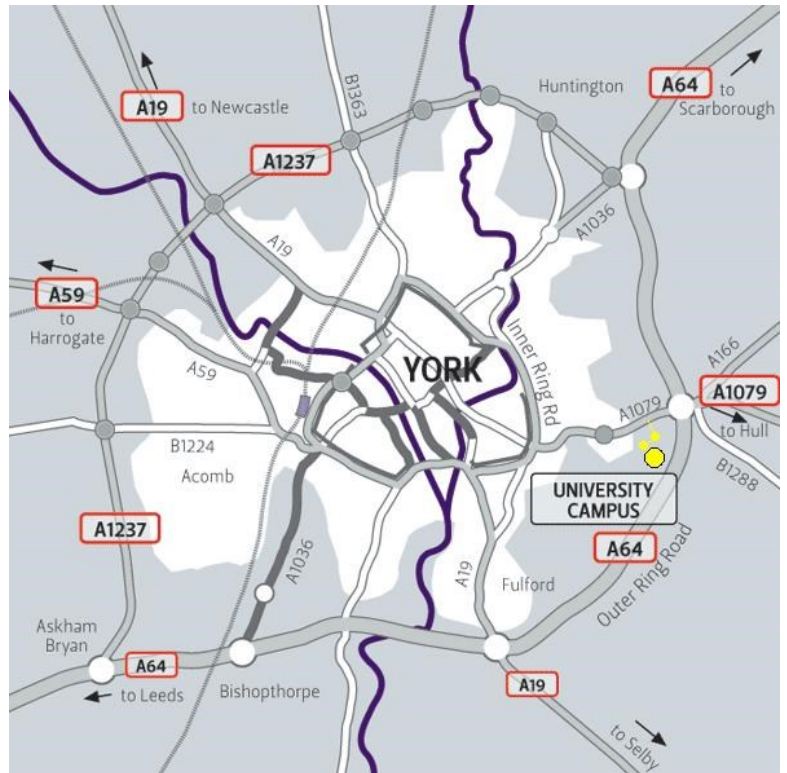 Huntington
A64
to
Scarborough
A19
to Newcastle
B1363
A1237
A1036
A19
A59
to
Harrogate
A59
YORK
Inner Ring Rd
A166
A1079
A1079
to Hull
B1288
B1224
Acomb
UNIVERSITY
CAMPUS
A1237
A1036
A19
Fulford
A64
Outer Ring Road
Askham
Bryan
A64
to Leeds
Bishopthorpe
A19
to Selby